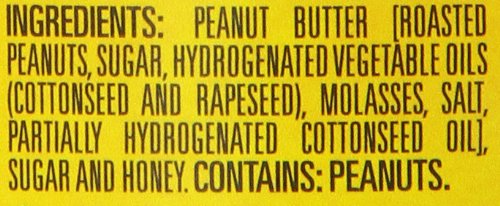 INGREDIENTS: PEANUT BUTTER [ROASTED
PEANUTS, SUGAR, HYDROGENATED VEGETABLE OILS
(COTTONSEED AND RAPESEED), MOLASSES, SALT,
PARTIALLY HYDROGENATED COTTONSEED OIL],
SUGAR AND HONEY. CONTAINS: PEANUTS.